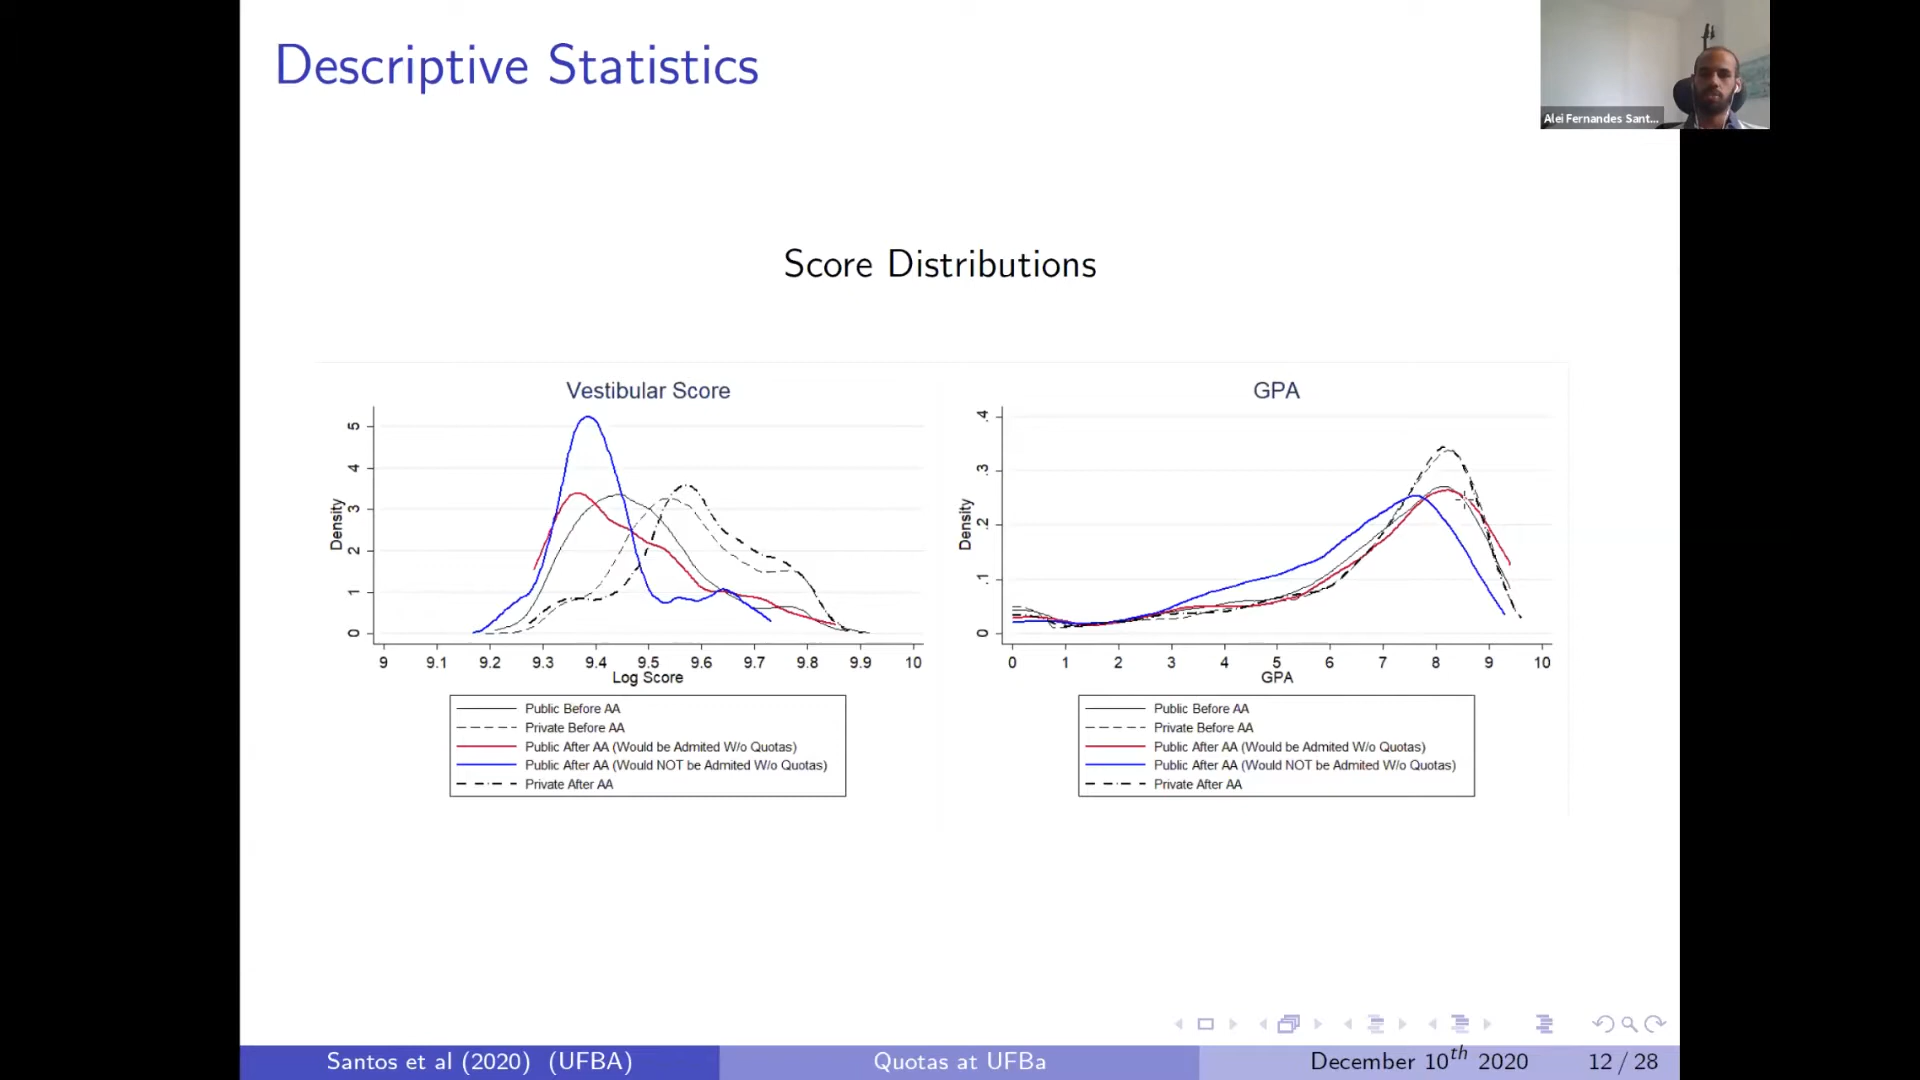 Descriptive Statistics
Alei Fernandes Sant...
Score Distributions
Vestibular Score
Density
5
4
3
2
1
0
9 9.1 9.2 9.3 9.4 9.5 9.6 9.7 9.8 9.9 10
Log Score
Public Before AA
Private Before AA
Public After AA (Would be Admited W/o Quotas)
Public After AA (Would NOT be Admited W/o Quotas)
Private After AA
GPA
Density
.4
.3
.2
.1
0
0 1 2 3 4 5 6 7 8 9 10
GPA
Public Before AA
Private Before AA
Public After AA (Would be Admited W/o Quotas)
Public After AA (Would NOT be Admited W/o Quotas)
Private After AA
Santos et al (2020) (UFBA) Quotas at UFBa December 10th 2020 12 / 28